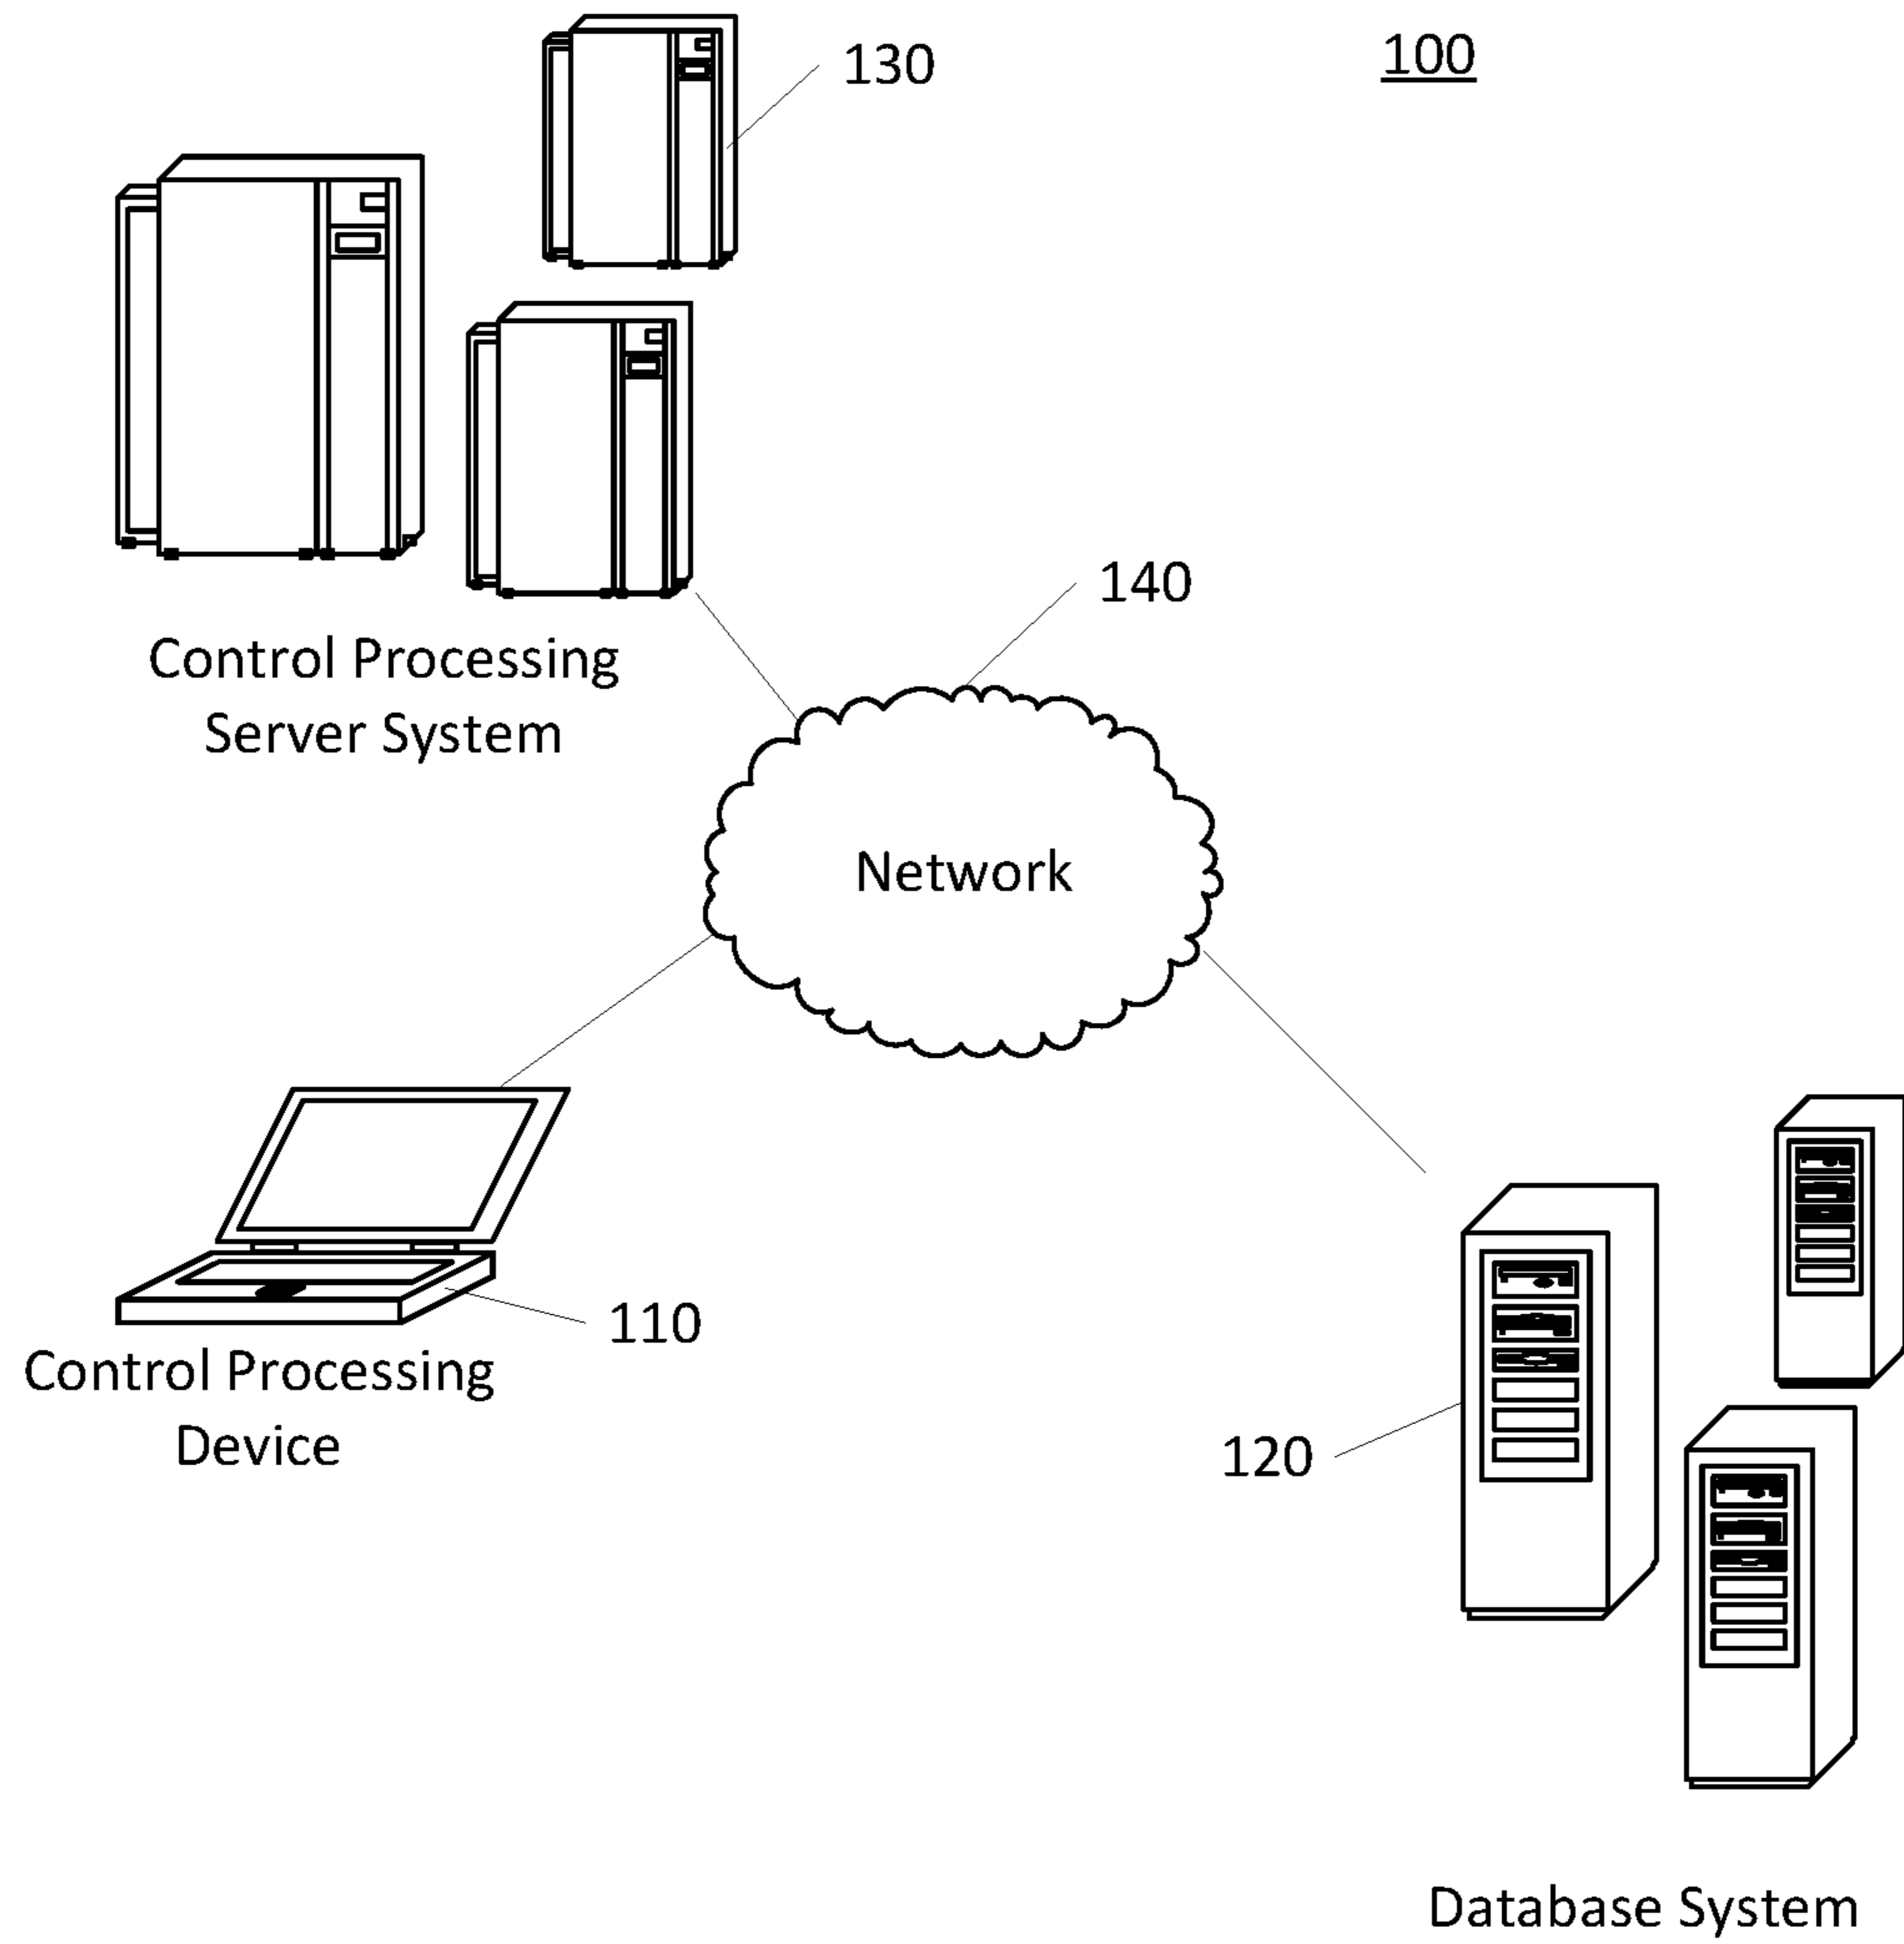 130
100
140
Control Processing
Server System
Network
110
Control Processing
Device
120
Database System